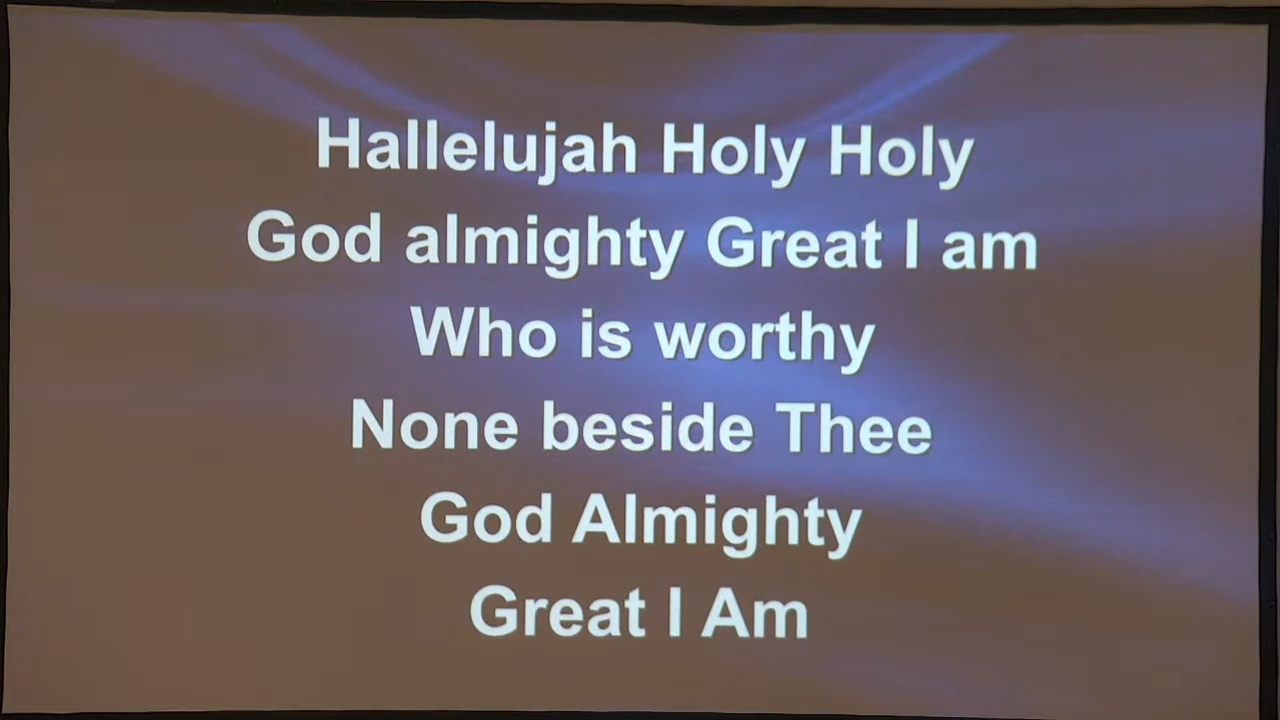 Hallelujah Holy Holy
God almighty Great I am
Who is worthy
None beside Thee
God Almighty
Great I Am